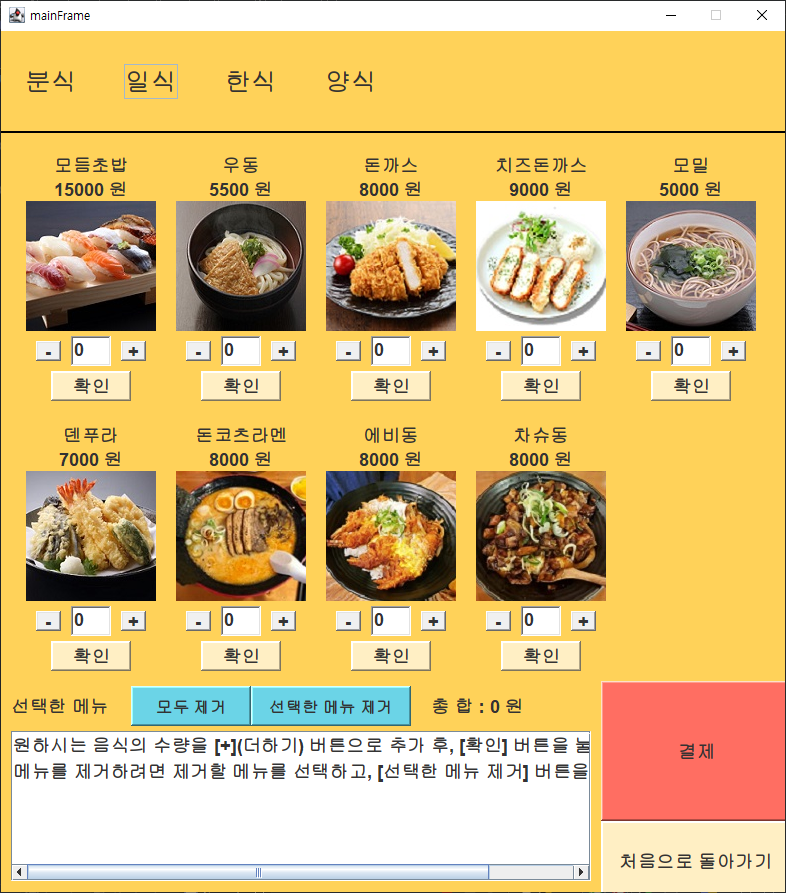 mainFrame
분식 일식 한식 양식
모듬초밥 우동 돈까스 치즈돈까스 모밀
15000 원 5500 원 8000 원 9000 원 5000 원
- 0 + - 0 + - 0 + - 0 + - 0 +
확인 확인 확인 확인 확인
덴푸라 돈코츠라멘 에비동 차슈동
7000 원 8000 원 8000 원 8000 원
- 0 + - 0 + - 0 + - 0 +
확인 확인 확인 확인
선택한 메뉴 모두 제거 선택한 메뉴 제거 총 합 : 0 원
원하시는 음식의 수량을 [+](더하기) 버튼으로 추가 후, [확인] 버튼을
메뉴를 제거하려면 제거할 메뉴를 선택하고, [선택한 메뉴 제거] 버튼을
결제
처음으로 돌아가기